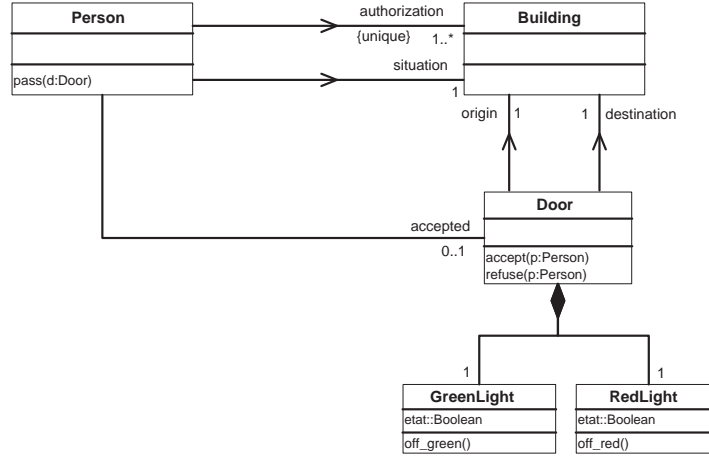 Person
pass(d:Door)
authorization
{unique}
1..*
situation
1
Building
origin
1
1
destination
Door
accept(p:Person)
refuse(p:Person)
accepted
0..1
1
1
GreenLight
etat::Boolean
off_green()
RedLight
etat::Boolean
off_red()